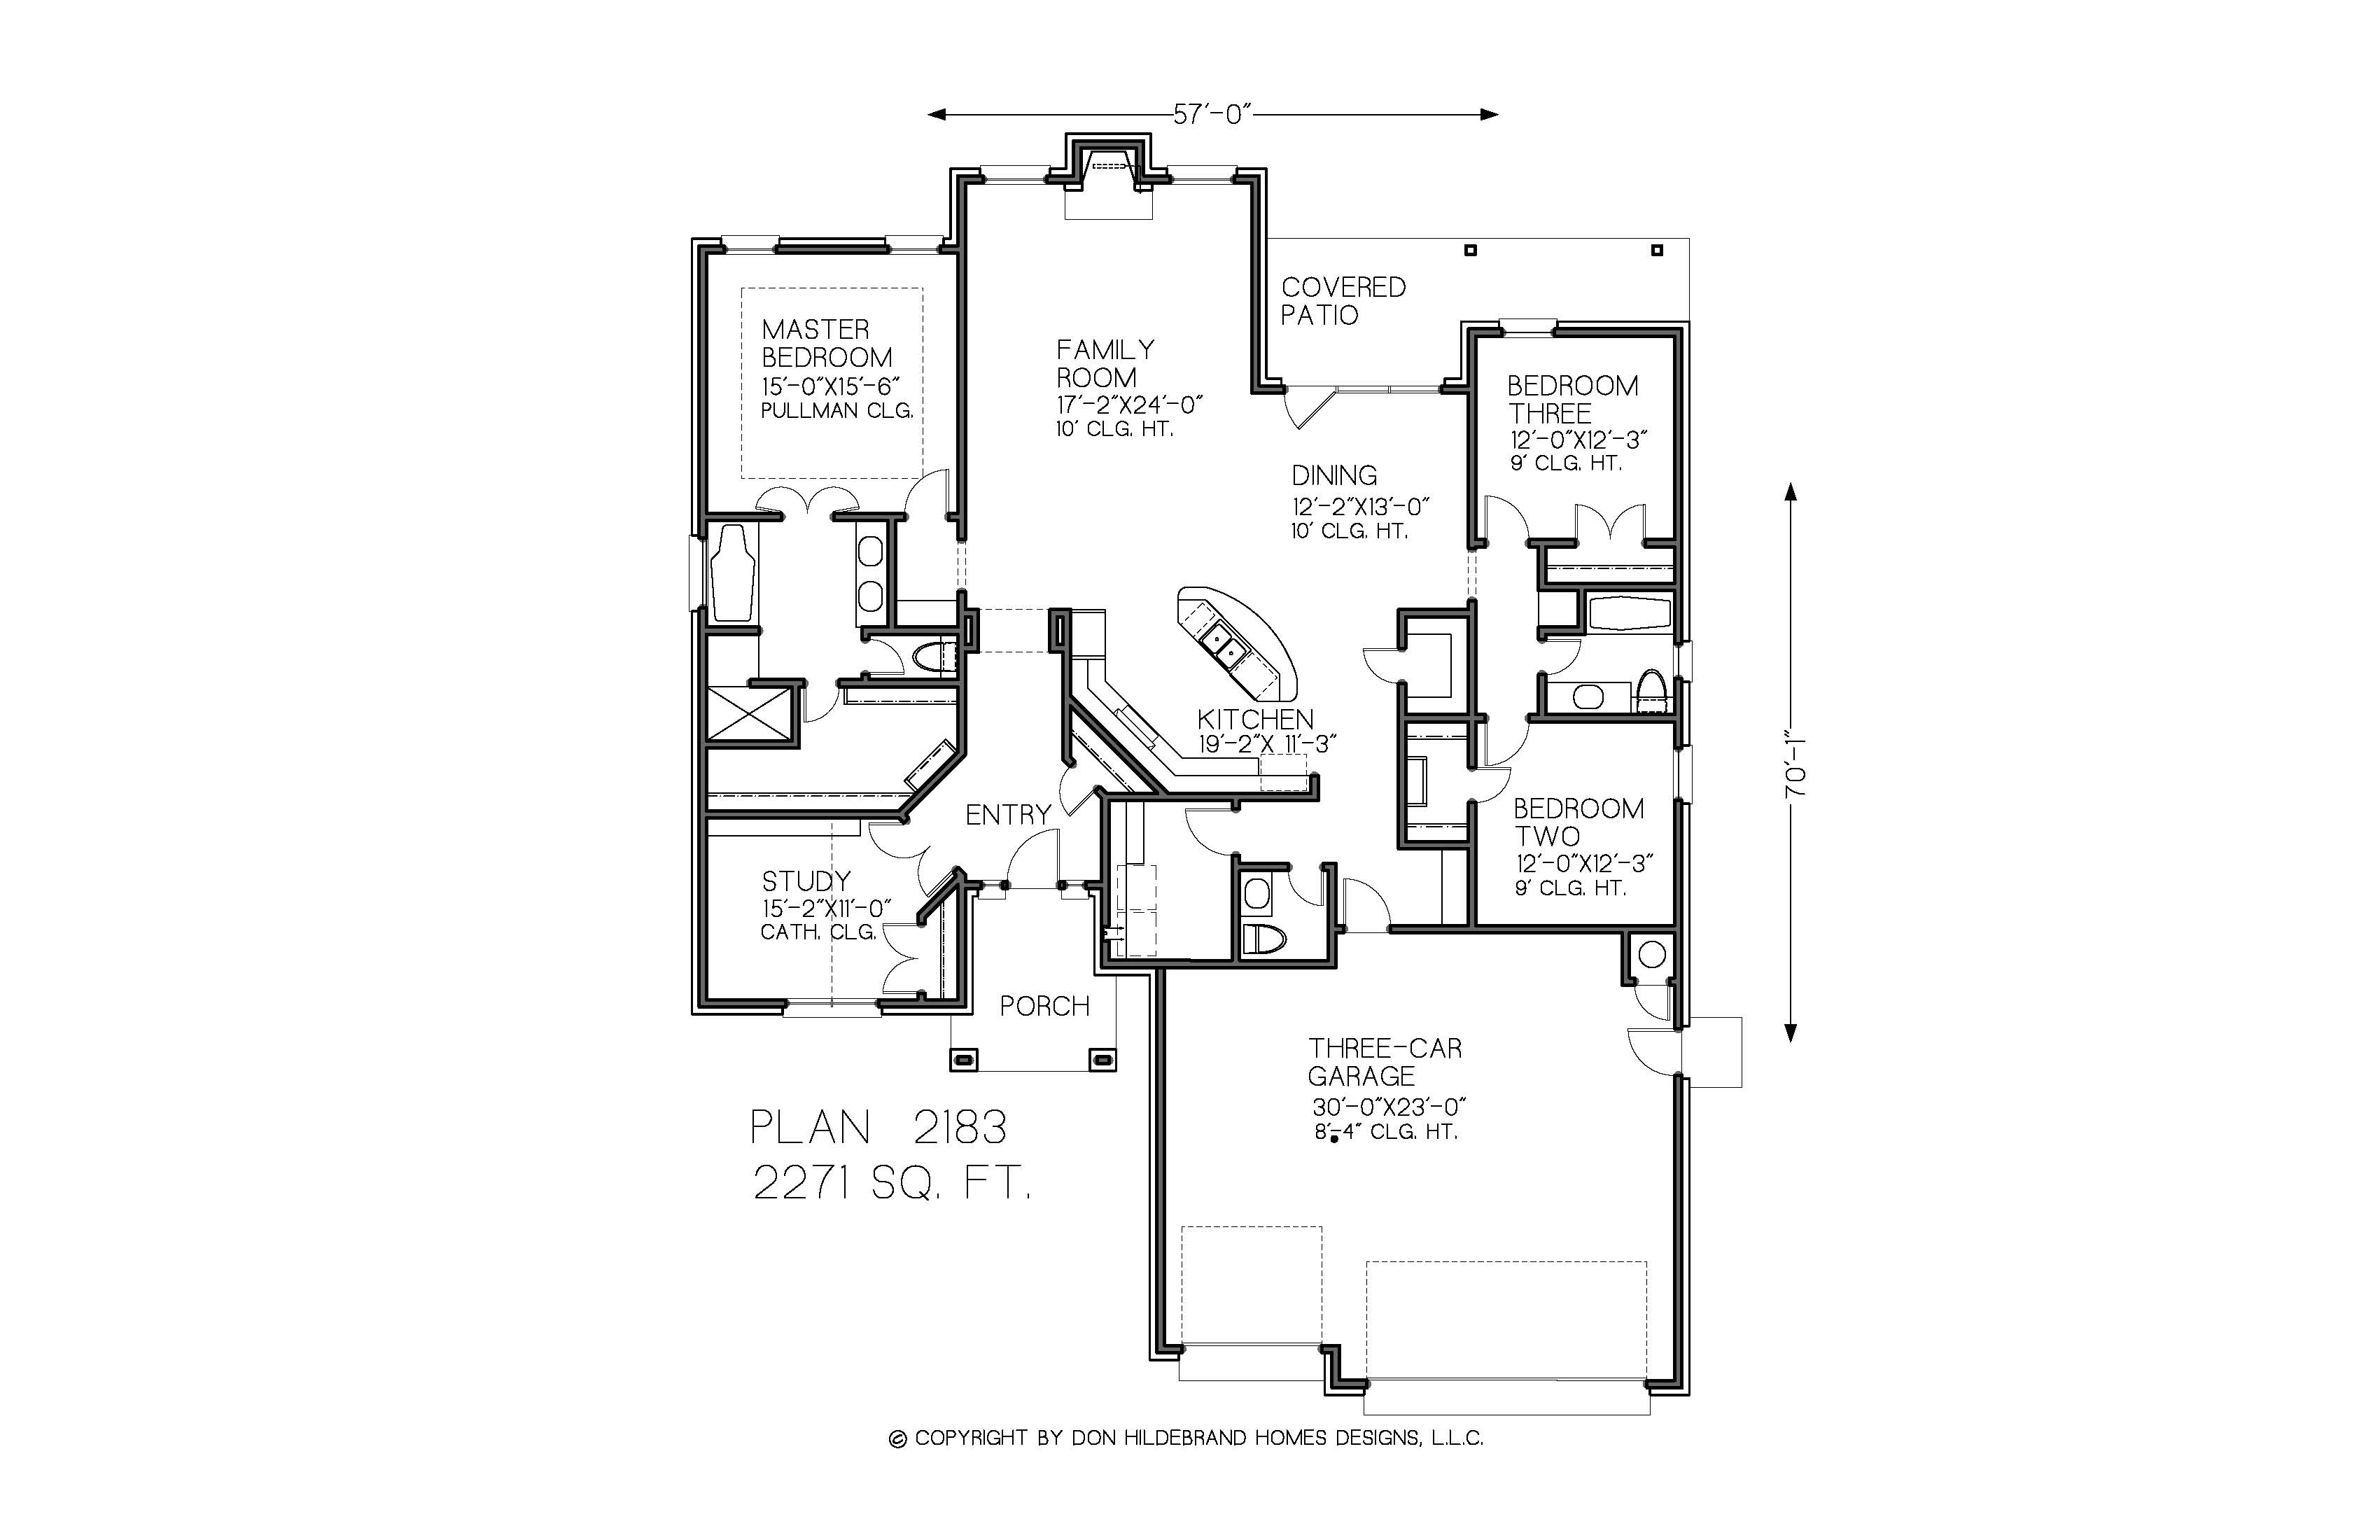 57'-0"
COVERED
PATIO
MASTER
BEDROOM
15'-0"X15'-6"
PULLMAN CLG.
FAMILY
ROOM
17'-2"X24'-0"
10' CLG. HT.
BEDROOM
THREE
12'-0"X12'-3"
9' CLG. HT.
DINING
12'-2"X13'-0"
10' CLG. HT.
KITCHEN
19'-2"X 11'-3"
70'-1"
ENTRY
BEDROOM
TWO
12'-0"X12'-3"
9' CLG. HT.
STUDY
15'-2"X11'-0"
CATH. CLG.
PORCH
THREE-CAR
GARAGE
30'-0"X23'-0"
8'-4" CLG. HT.
PLAN 2183
2271 SQ. FT.
© COPYRIGHT BY DON HILDEBRAND HOMES DESIGNS, L.L.C.